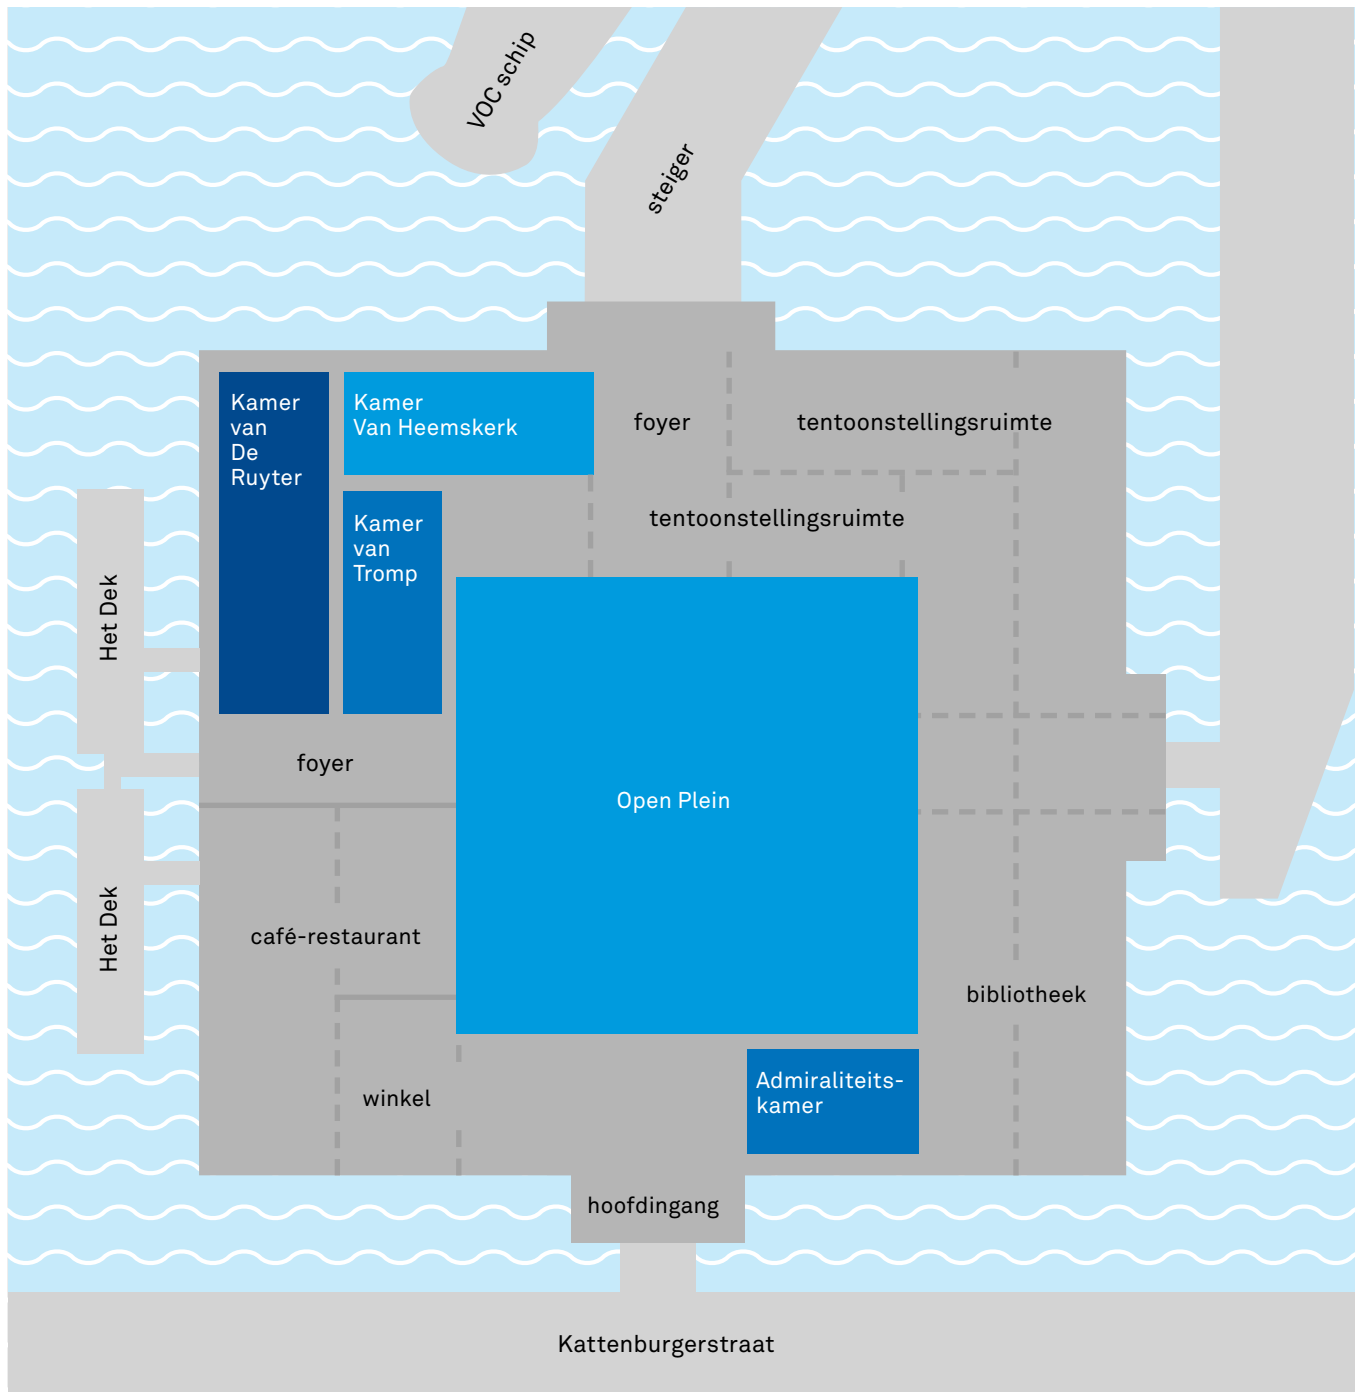 VOC schip
steiger
Kamer
van
De
Ruyter
Kamer
Van Heemskerk
foyer
tentoonstellingsruimte
Kamer
van
Tromp
tentoonstellingsruimte
Het Dek
foyer
Open Plein
Het Dek
café-restaurant
bibliotheek
winkel
Admiraliteits-
kamer
hoofdingang
Kattenburgerstraat